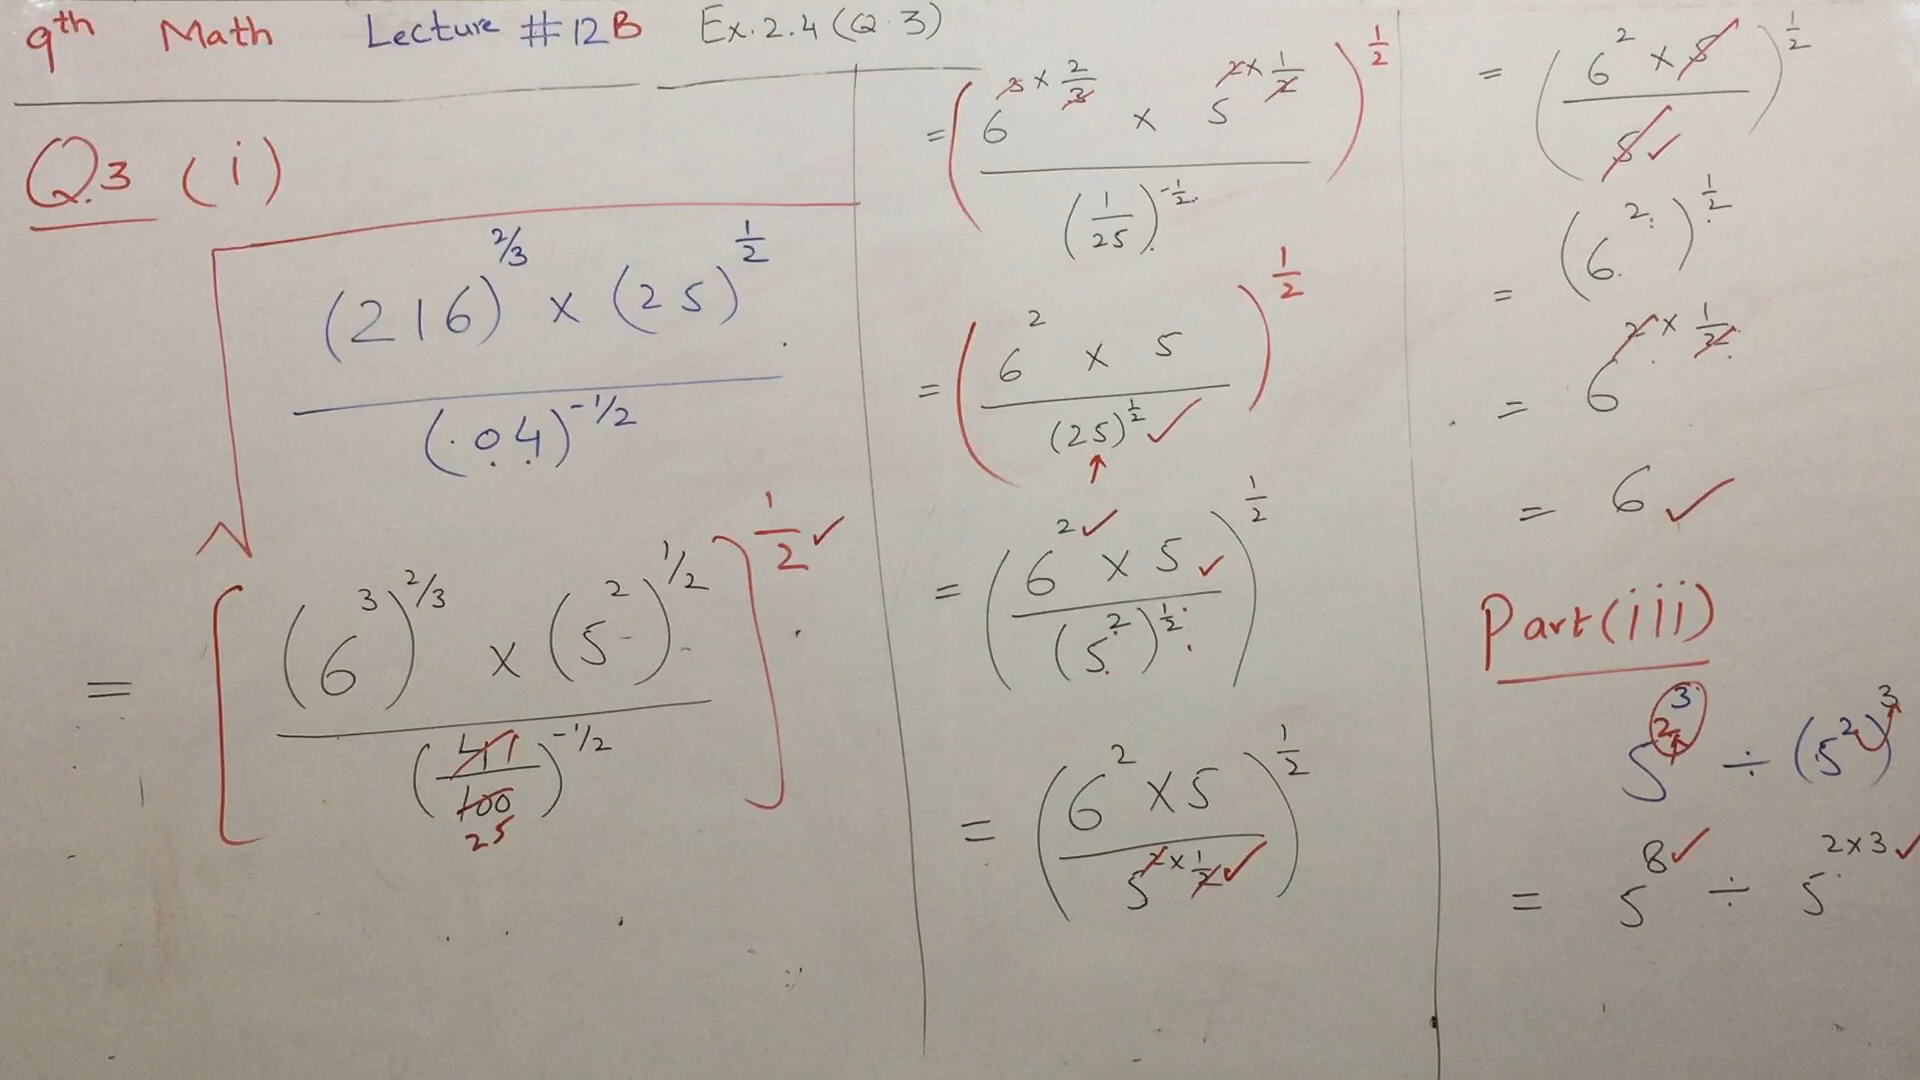 9th Math Lecture #12B Ex.2.4 (Q.3)
Q.3 (i)
√((216)^2/3 × (25)^1/2 / (.04)^-1/2)
= [(6^3)^2/3 × (5^2)^1/2 / (4 1/100 25)^-1/2]^1/2 ✓
= (6^3×2/3 × 5^2×1/2 / (1/25)^-1/2)^1/2
= (6^2 × 5 / (25)^1/2 ✓)^1/2
↑
= (6^2 ✓ × 5 ✓ / (5^2)^1/2)^1/2
= (6^2 × 5 / 5^2×1/2 ✓)^1/2
= (6^2 × 5 / 5 ✓)^1/2
= (6^2)^1/2
= 6^2×1/2
= 6 ✓
Part(iii)
5^2^3 ÷ (5^2)^3
= 5^8 ✓ ÷ 5^2×3 ✓